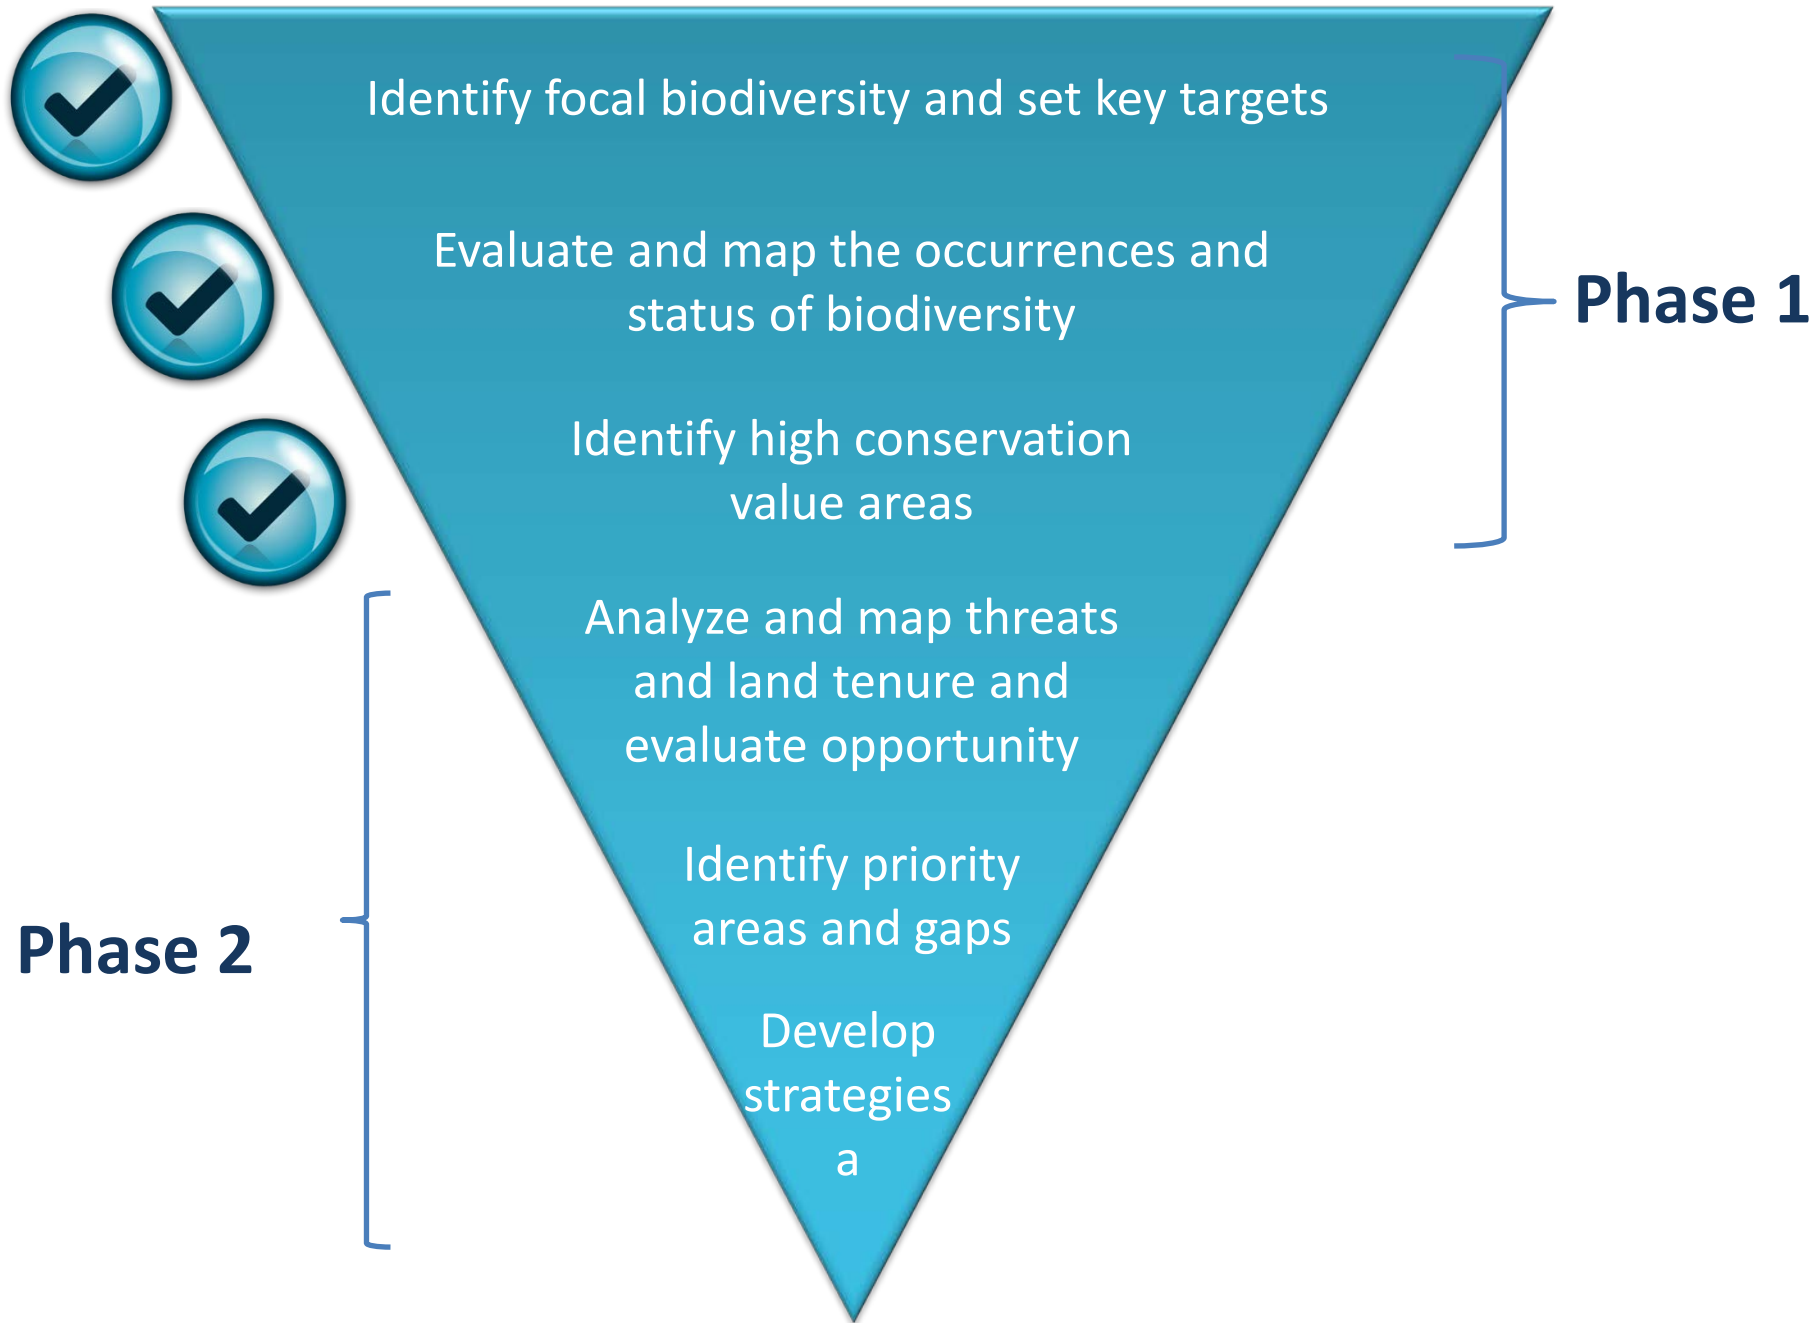 Identify focal biodiversity and set key targets
Evaluate and map the occurrences and
status of biodiversity
Phase 1
Identify high conservation
value areas
Analyze and map threats
and land tenure and
evaluate opportunity
Identify priority
areas and gaps
Phase 2
Develop
strategies
a